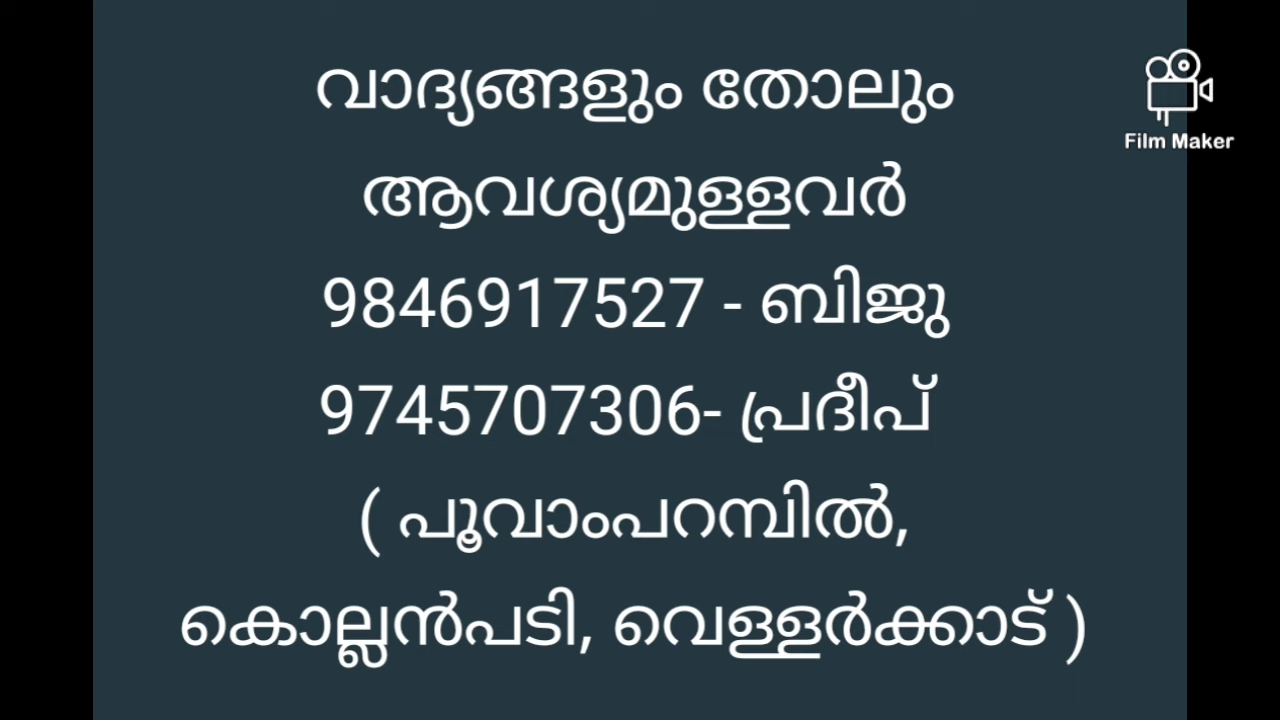 വാദ്യങ്ങളും തോലും
ആവശ്യമുള്ളവർ
9846917527 - ബിജു
9745707306- പ്രദീപ്
( പൂവാംപറമ്പിൽ,
കൊല്ലൻപടി, വെള്ളർക്കാട് )
Film Maker